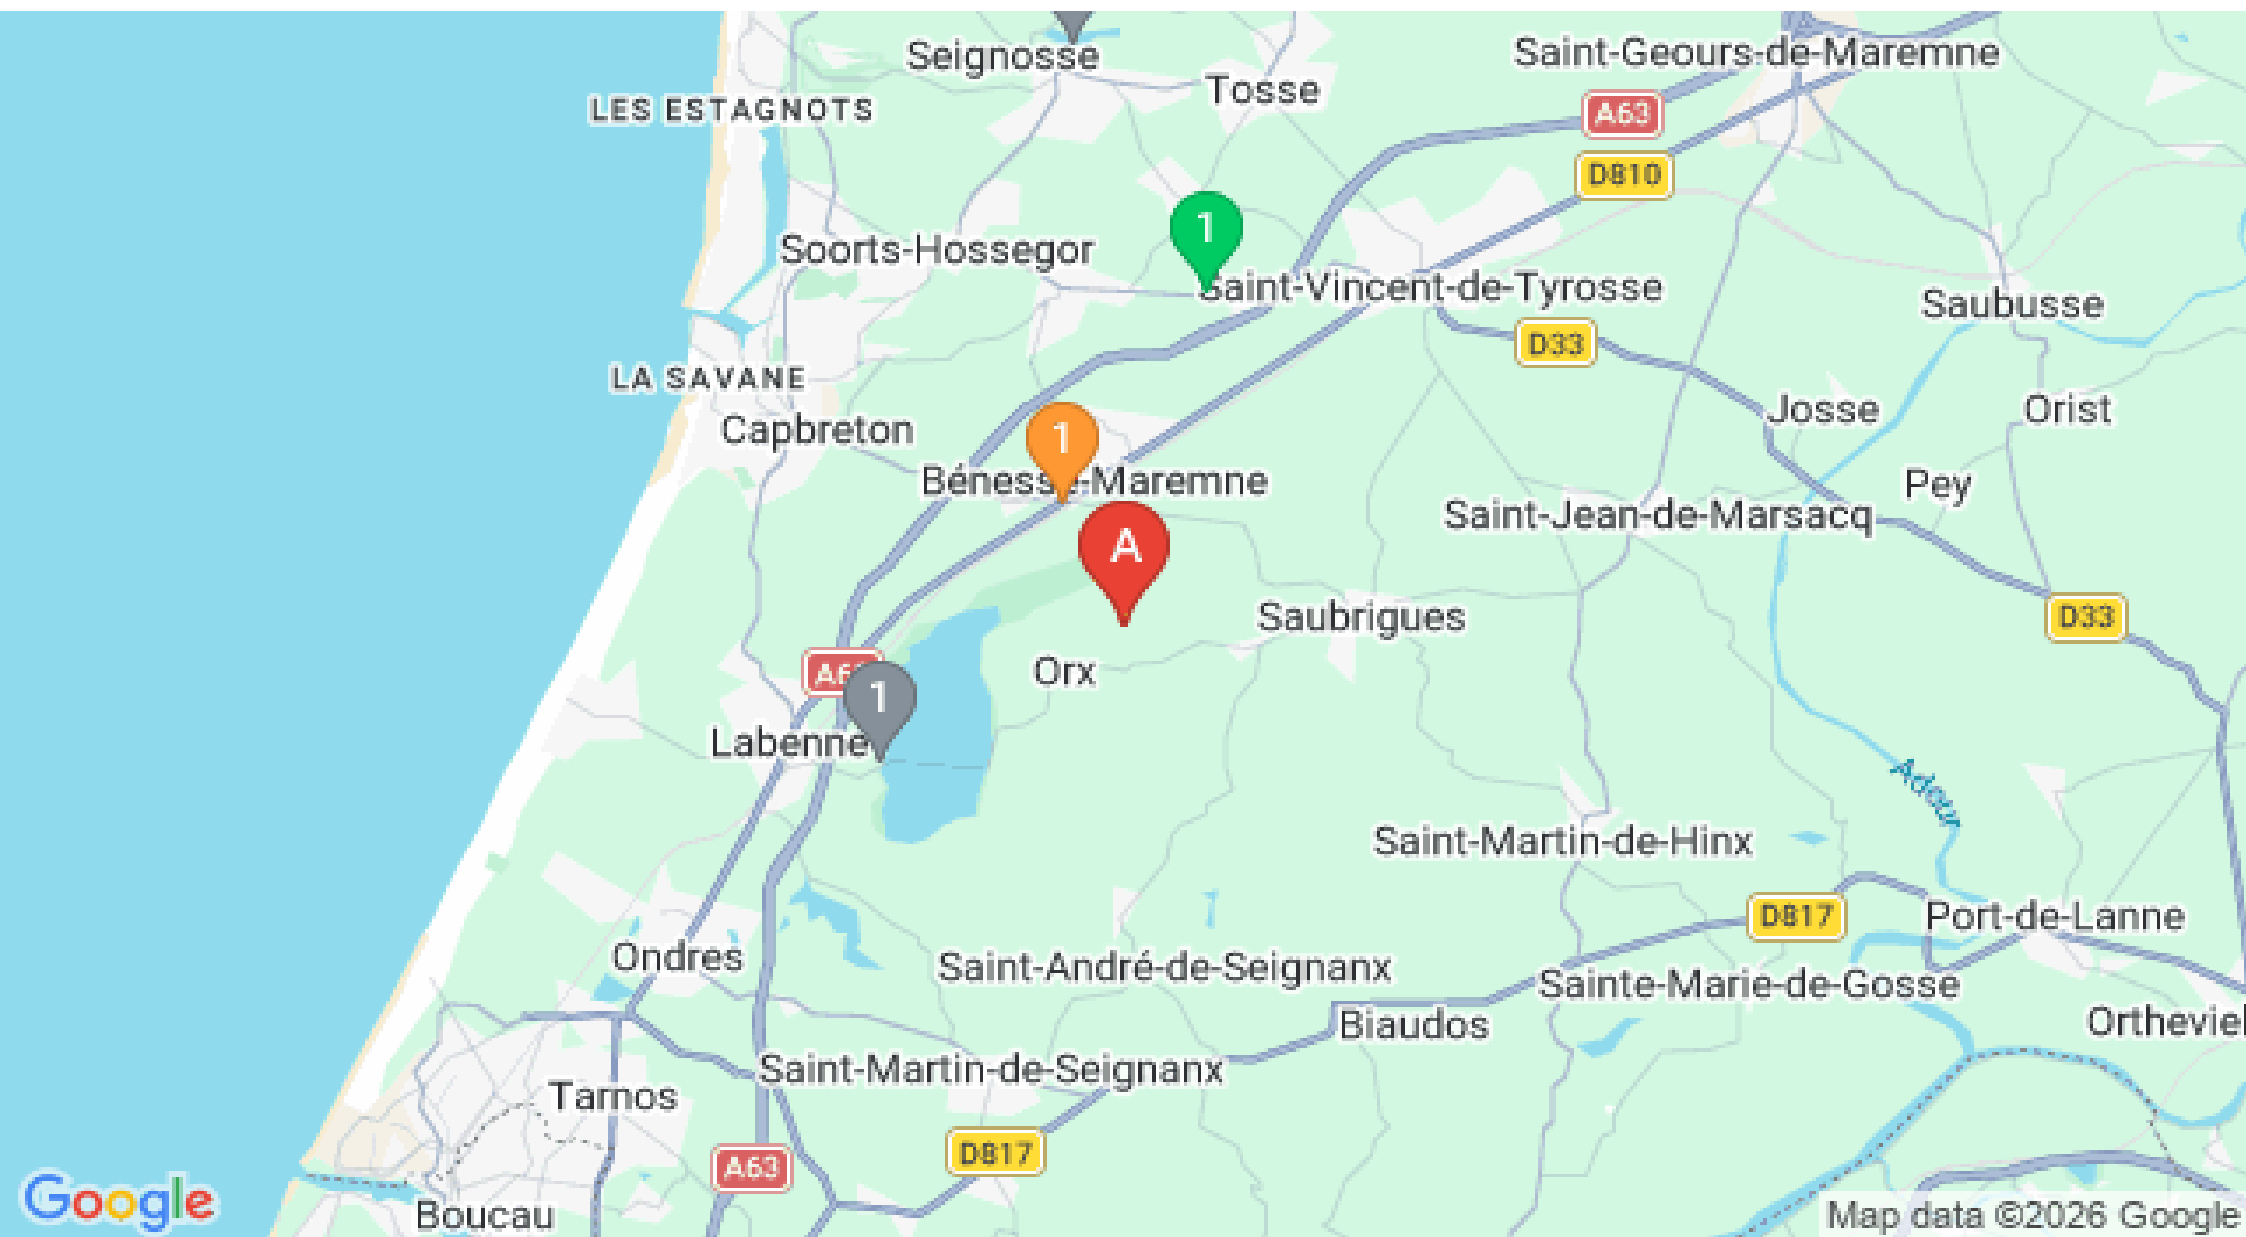 Seignosse
Saint-Geours-de-Maremne
Tosse
LES ESTAGNOTS
A63
D810
1
Soorts-Hossegor
Saint-Vincent-de-Tyrosse
Saubusse
D33
LA SAVANE
Josse
Orist
Capbreton
1
Bénesse-Maremne
Pey
Saint-Jean-de-Marsacq
A
Saubrigues
D33
Orx
A63
1
Labenne
Adour
Saint-Martin-de-Hinx
D817
Port-de-Lanne
Ondres
Saint-André-de-Seignanx
Sainte-Marie-de-Gosse
Biaudos
Ortheviel
Saint-Martin-de-Seignanx
Tarnos
D817
A63
Google
Boucau
Map data ©2026 Google